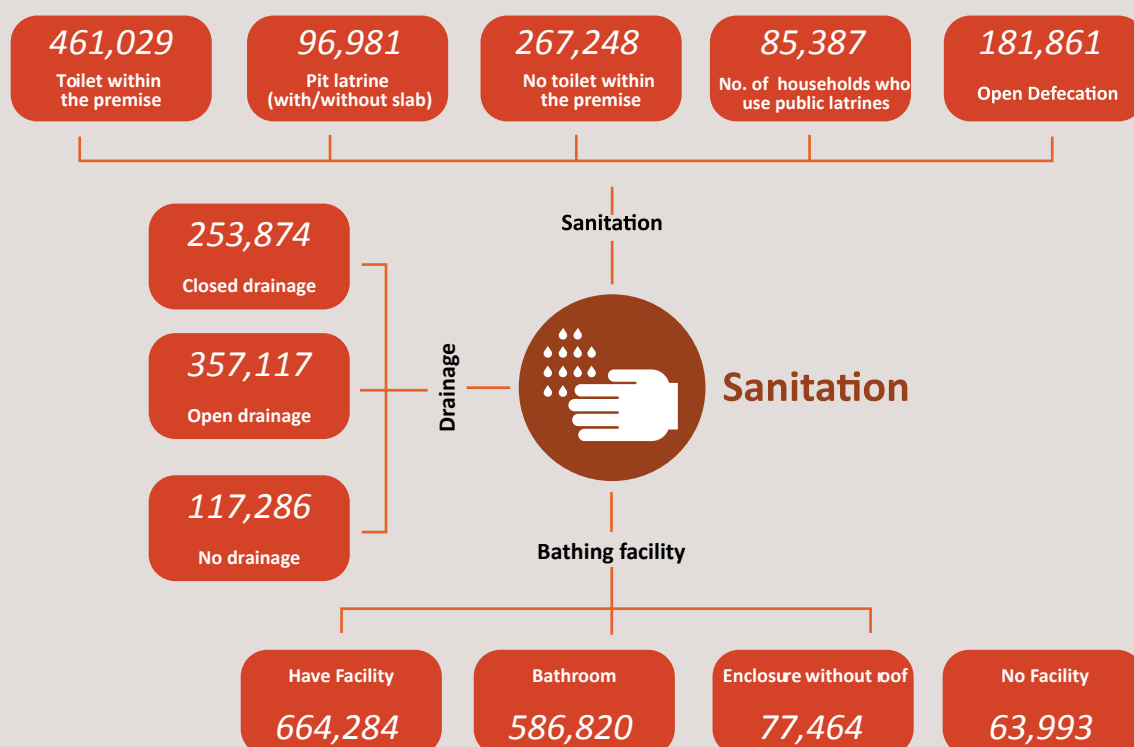 461,029
Toilet within
the premise
96,981
Pit latrine
(with/without slab)
267,248
No toilet within
the premise
85,387
No. of households who
use public latrines
181,861
Open Defecation
Sanitation
253,874
Closed drainage
357,117
Open drainage
117,286
No drainage
Drainage
Sanitation
Bathing facility
Have Facility
664,284
Bathroom
586,820
Enclosure without roof
77,464
No Facility
63,993